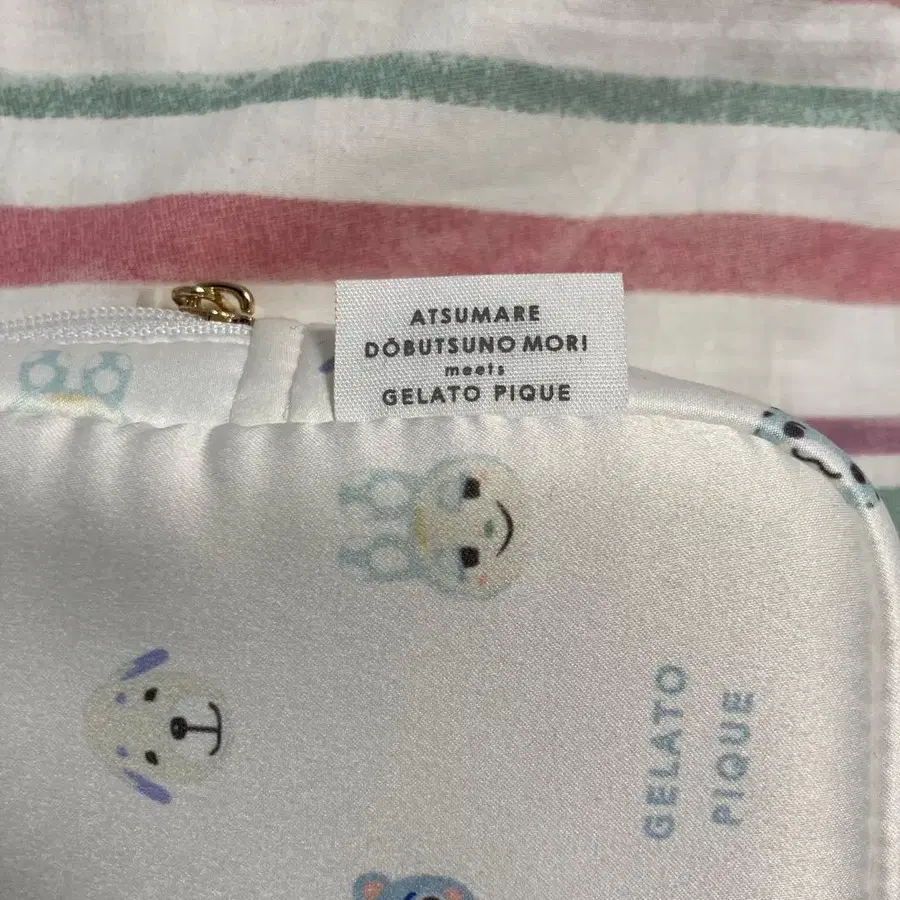 ATSUMARE
DŌBUTSUNO MORI
meets
GELATO PIQUE
GELATO
PIQUE